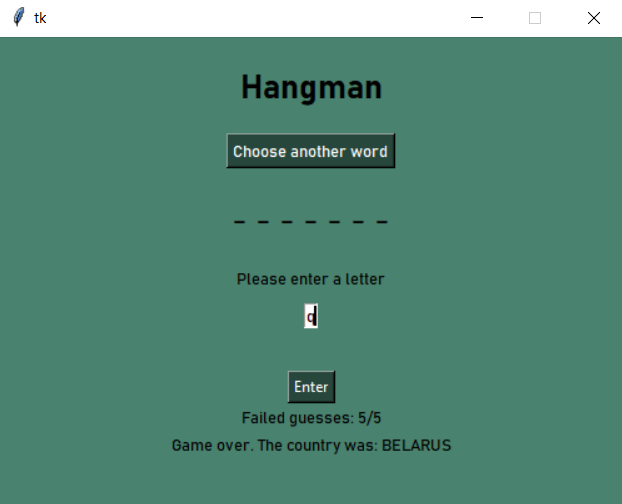 tk
Hangman
Choose another word
_ _ _ _ _ _ _
Please enter a letter
q
Enter
Failed guesses: 5/5
Game over. The country was: BELARUS